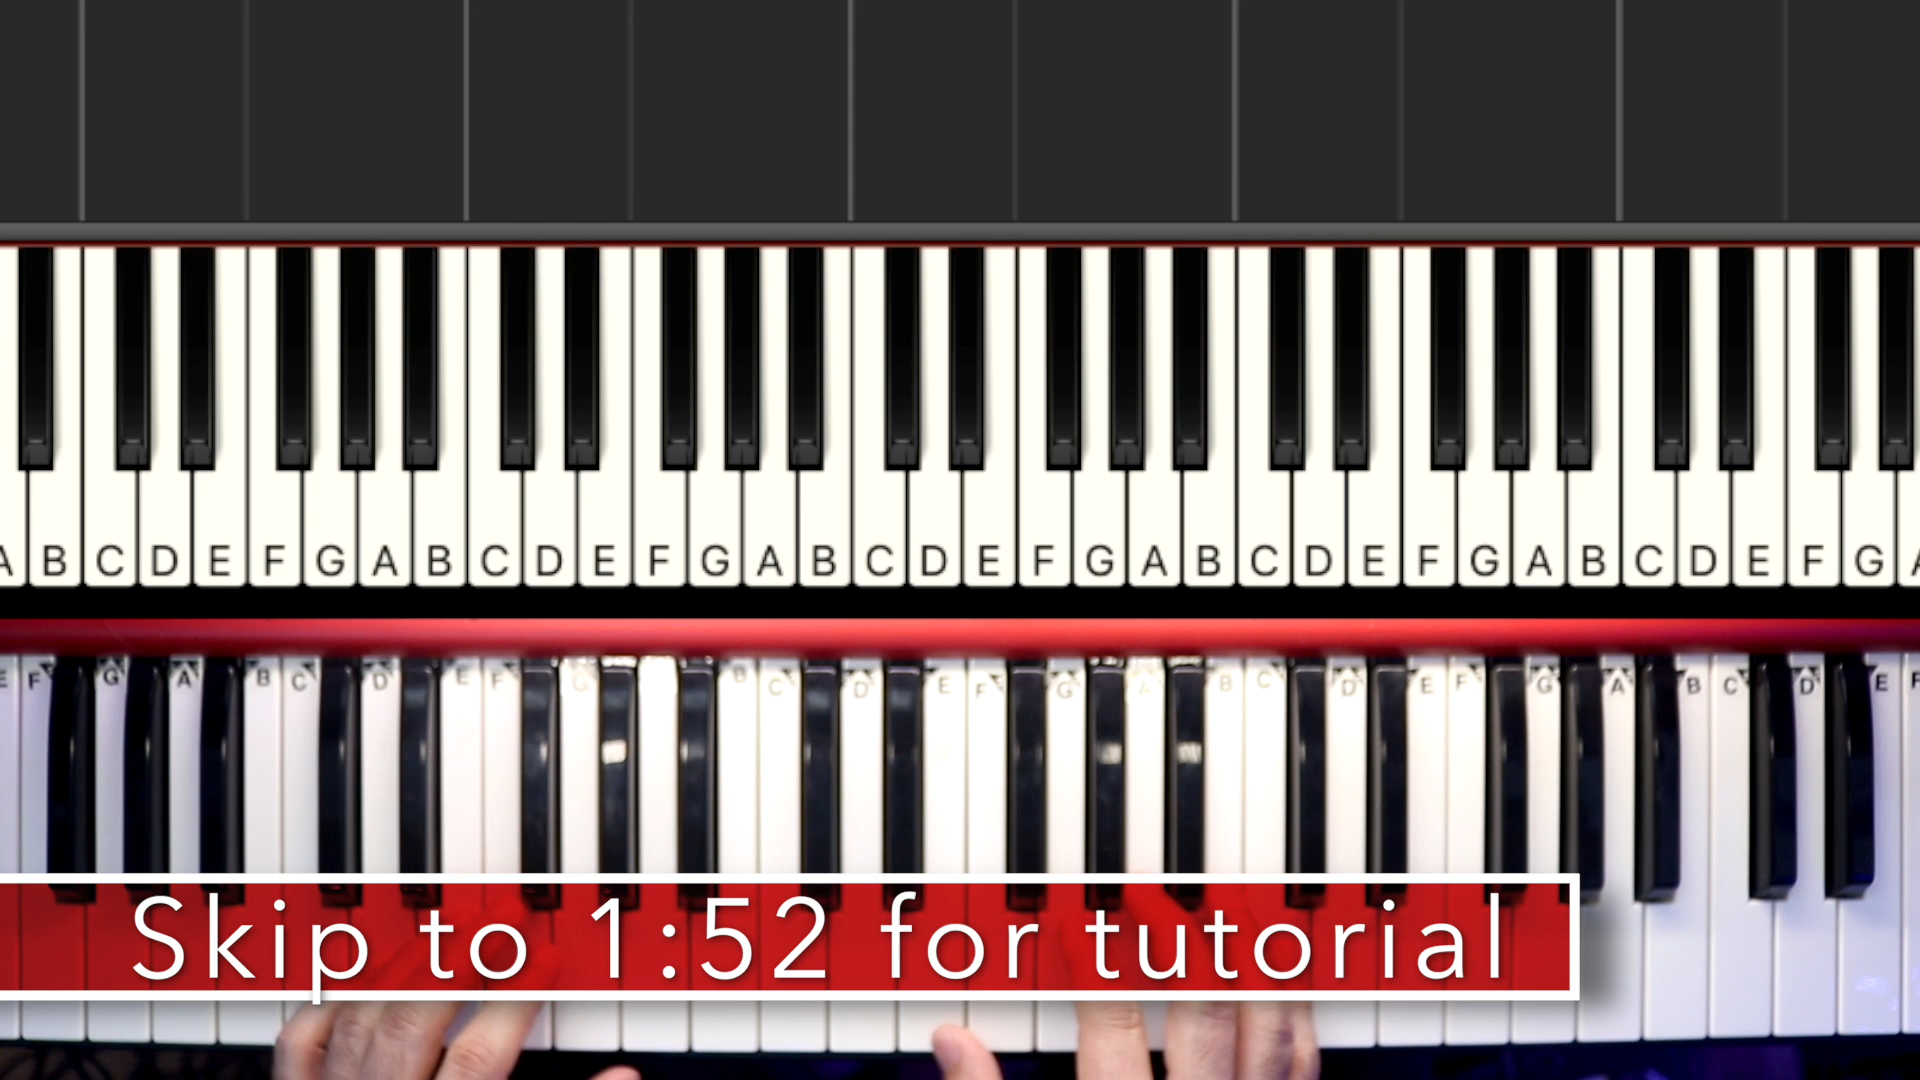 A B C D E F G A B C D E F G A B C D E F G A B C D E F G A B C D E F G A
E F G A B C D E F G B C D E F G A B C D E F G A B C D E F
Skip to 1:52 for tutorial